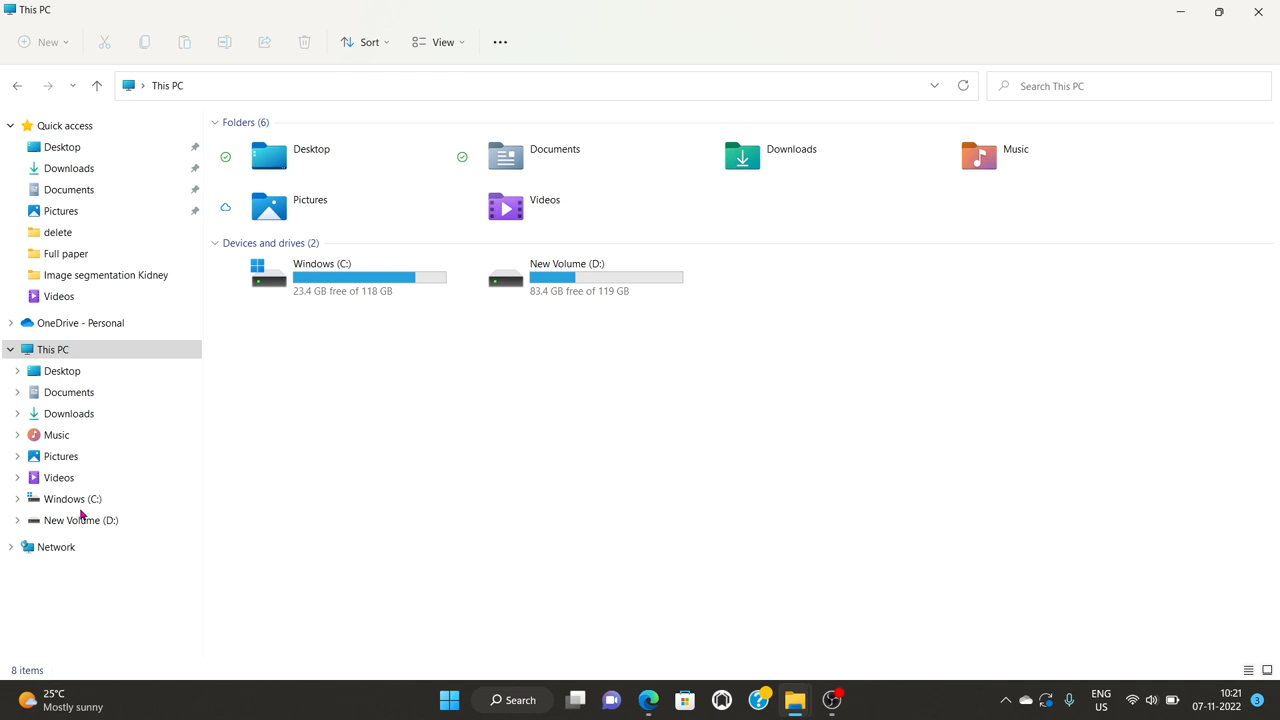 This PC
New
Sort
View
This PC
Search This PC
Quick access
Desktop
Downloads
Documents
Pictures
delete
Full paper
Image segmentation Kidney
Videos
OneDrive - Personal
This PC
Desktop
Documents
Downloads
Music
Pictures
Videos
Windows (C:)
New Volume (D:)
Network
Folders (6)
Desktop
Documents
Downloads
Music
Pictures
Videos
Devices and drives (2)
Windows (C:)
23.4 GB free of 118 GB
New Volume (D:)
83.4 GB free of 119 GB
8 items
25°C
Mostly sunny
Search
ENG
US
10:21
07-11-2022
3